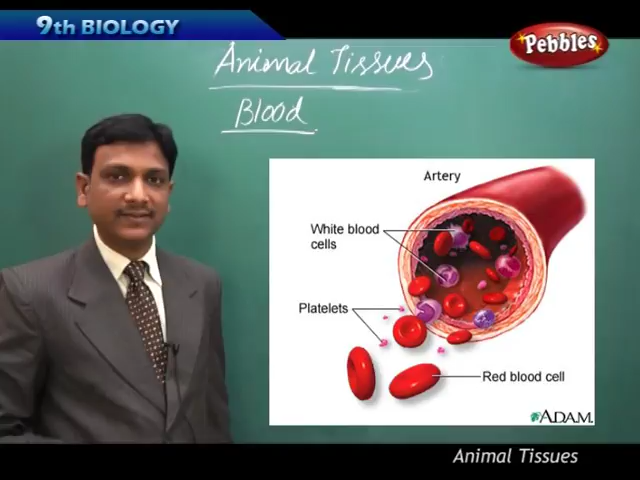 9th BIOLOGY
Pebbles
Animal Tissues
Blood
Artery
White blood
cells
Platelets
Red blood cell
A.D.A.M.
Animal Tissues